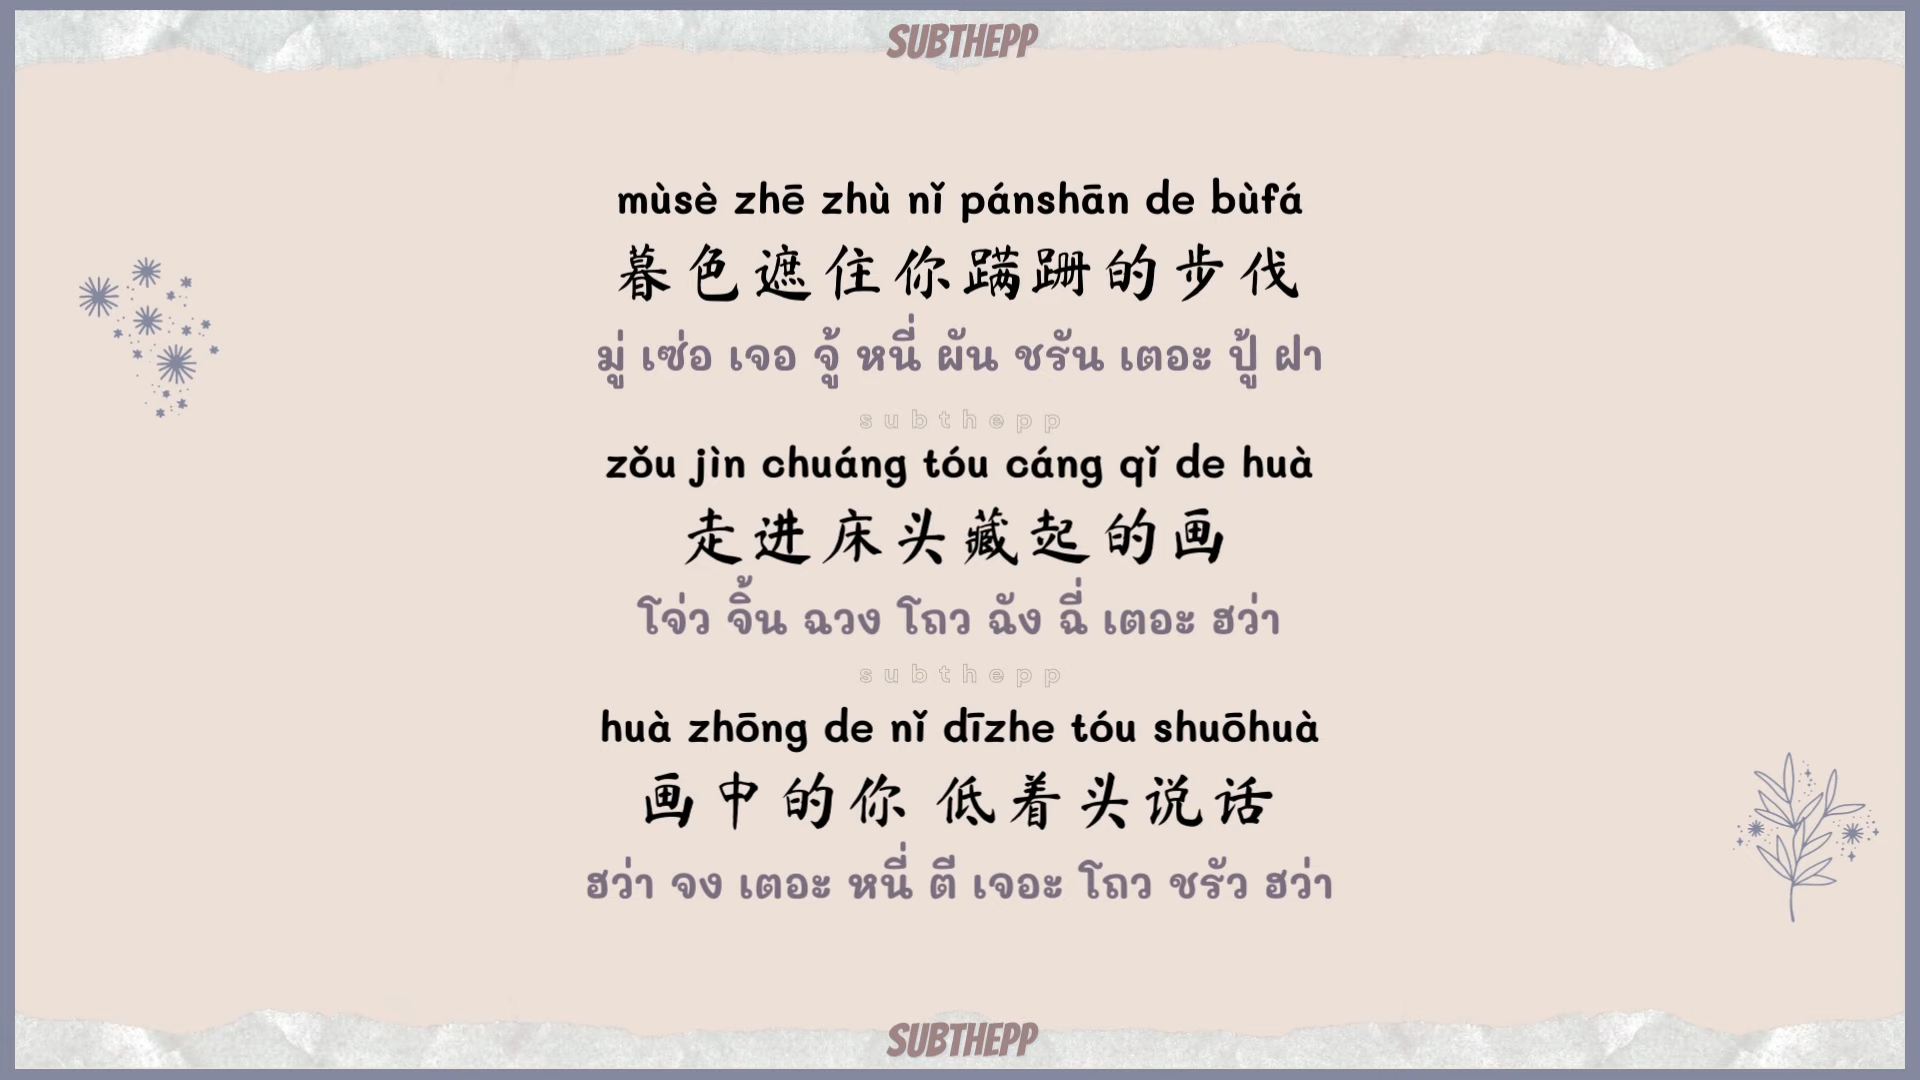 SUBTHEPP
mùsè zhē zhù nǐ pánshān de bùfá
暮色遮住你蹒跚的步伐
มู่ เซ่อ เจอ จู้ หนี่ ผัน ชรัน เตอะ ปู้ ฝา
subthepp
zǒu jìn chuáng tóu cáng qǐ de huà
走进床头藏起的画
โจ่ว จิ้น ฉวง โถว ฉัง ฉี่ เตอะ ฮว่า
subthepp
huà zhōng de nǐ dīzhe tóu shuōhuà
画中的你 低着头说话
ฮว่า จง เตอะ หนี่ ตี เจอะ โถว ชรัว ฮว่า
SUBTHEPP